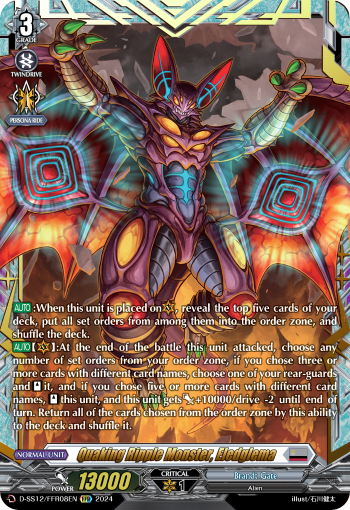 3
GRADE
TWINDRIVE
PERSONA RIDE
AUTO:When this unit is placed on , reveal the top five cards of your
deck, put all set orders from among them into the order zone, and
shuffle the deck.
AUTO【 】:At the end of the battle this unit attacked, choose any
number of set orders from your order zone, if you chose three or
more cards with different card names, choose one of your rear-guards
and it, and if you chose five or more cards with different card
names, this unit, and this unit gets +10000/drive -2 until end of
turn. Return all of the cards chosen from the order zone by this ability
to the deck and shuffle it.
NORMAL UNIT
Quaking Ripple Monster, Eledgioma
POWER 13000 CRITICAL 1
Brandt Gate
Alien
D-SS12/FFR08EN FFR 2024 illust/石川健太